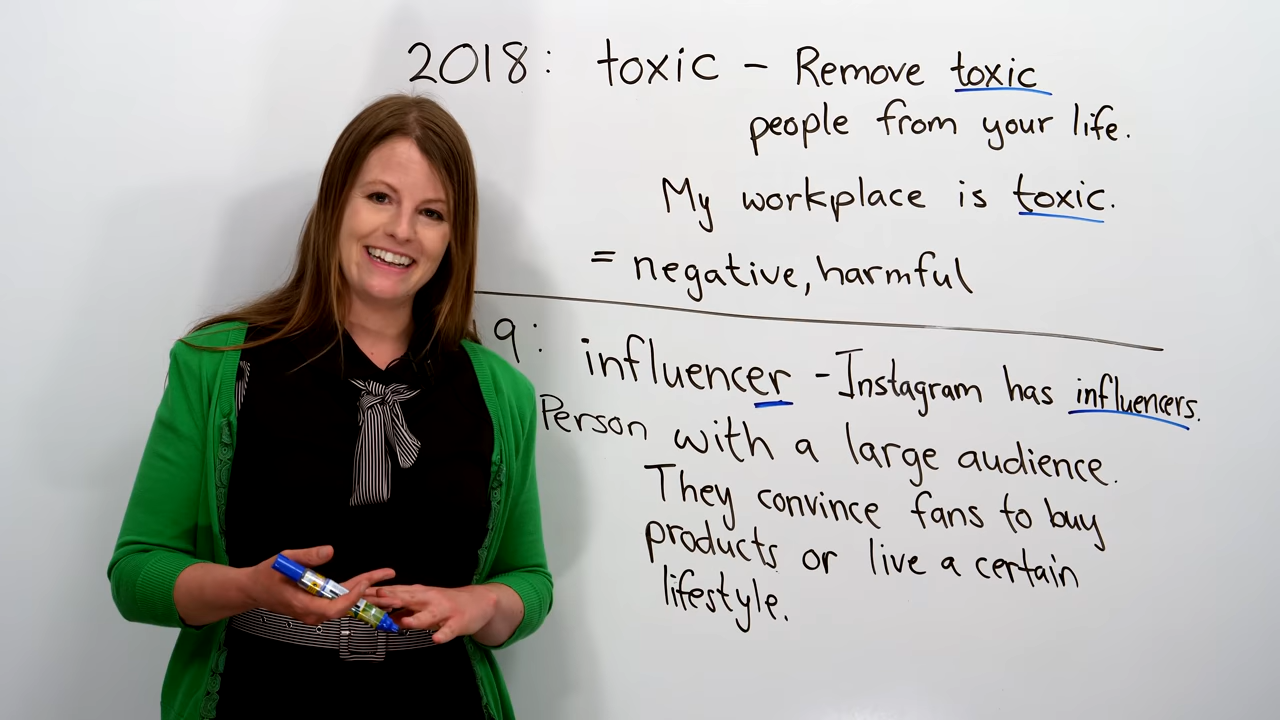 2018: toxic - Remove toxic
people from your life.
My workplace is toxic.
= negative, harmful
19: influencer - Instagram has influencers.
Person with a large audience.
They convince fans to buy
products or live a certain
lifestyle.